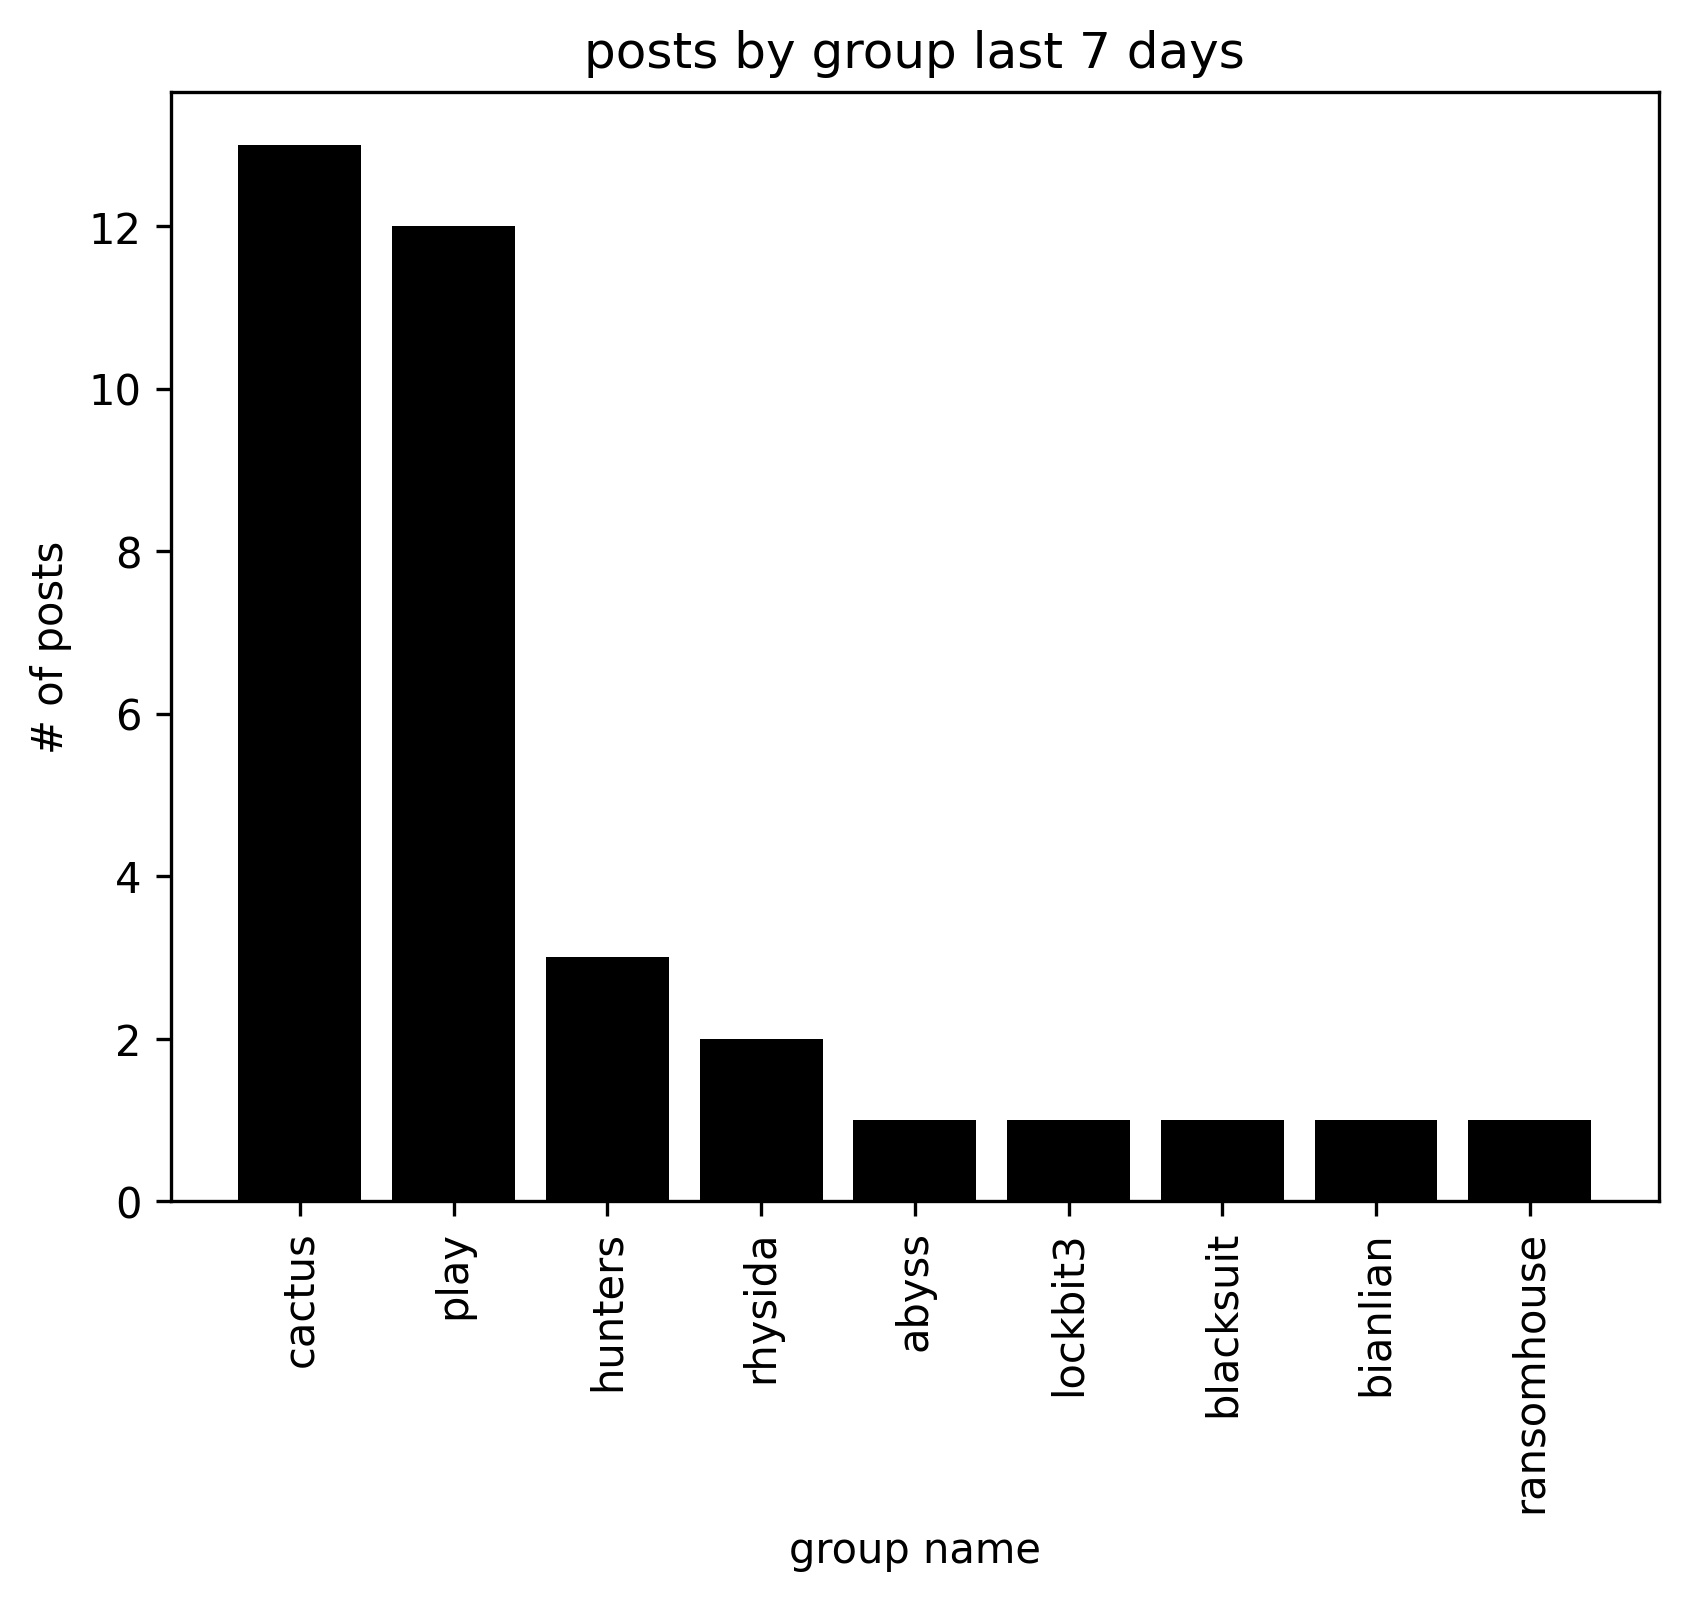 posts by group last 7 days
# of posts
12
10
8
6
4
2
0
cactus
play
hunters
rhysida
abyss
lockbit3
blacksuit
bianlian
ransomhouse
group name